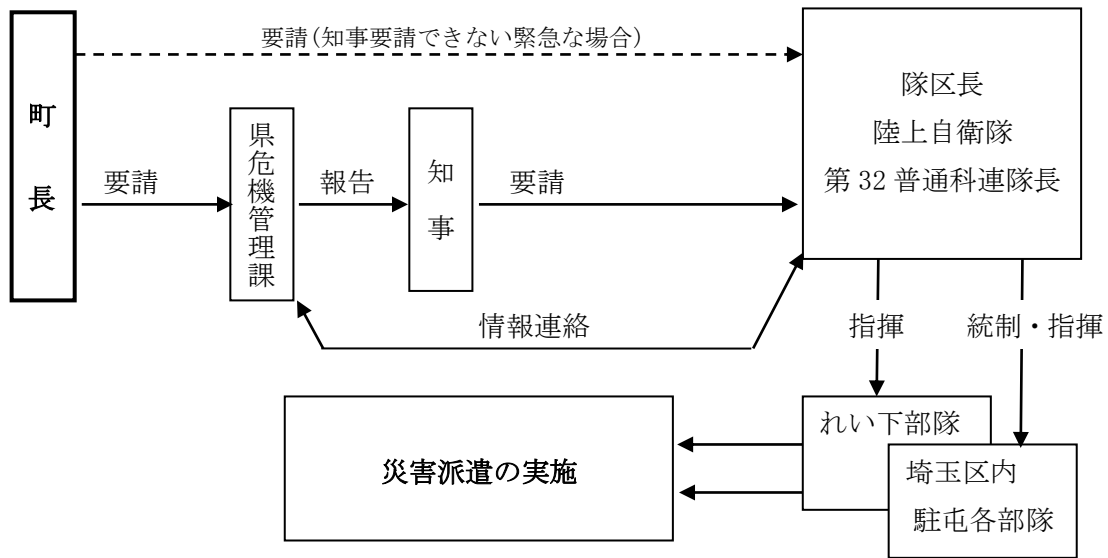 要請(知事要請できない緊急な場合)
町長
要請
県危機管理課
報告
知事
要請
隊区長
陸上自衛隊
第 32 普通科連隊長
情報連絡
指揮
統制・指揮
れい下部隊
埼玉区内
駐屯各部隊
災害派遣の実施